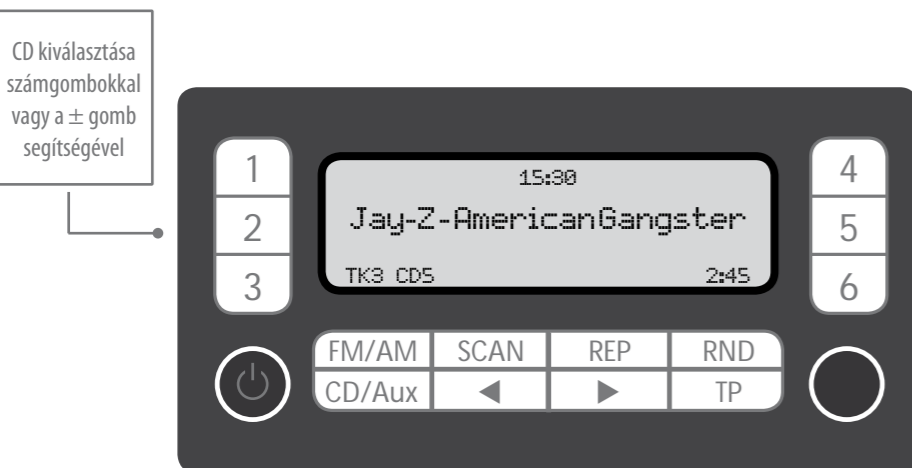 CD kiválasztása
számgombokkal
vagy a ± gomb
segítségével
1
2
3
15:30
Jay-Z-AmericanGangster
TK3 CD5
2:45
4
5
6
FM/AM SCAN REP RND
CD/Aux ◀ ▶ TP